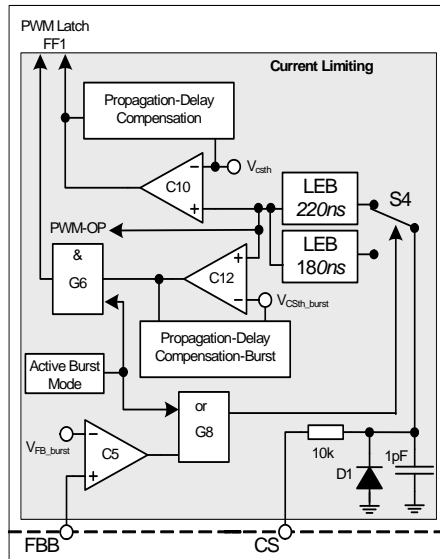 PWM Latch
FF1
Current Limiting
Propagation-Delay
Compensation
Vcsth
C10
LEB
220ns
S4
PWM-OP
LEB
180ns
&
G6
C12
VCSth_burst
Propagation-Delay
Compensation-Burst
Active Burst
Mode
or
G8
VFB_burst
C5
10k
1pF
D1
FBB
CS